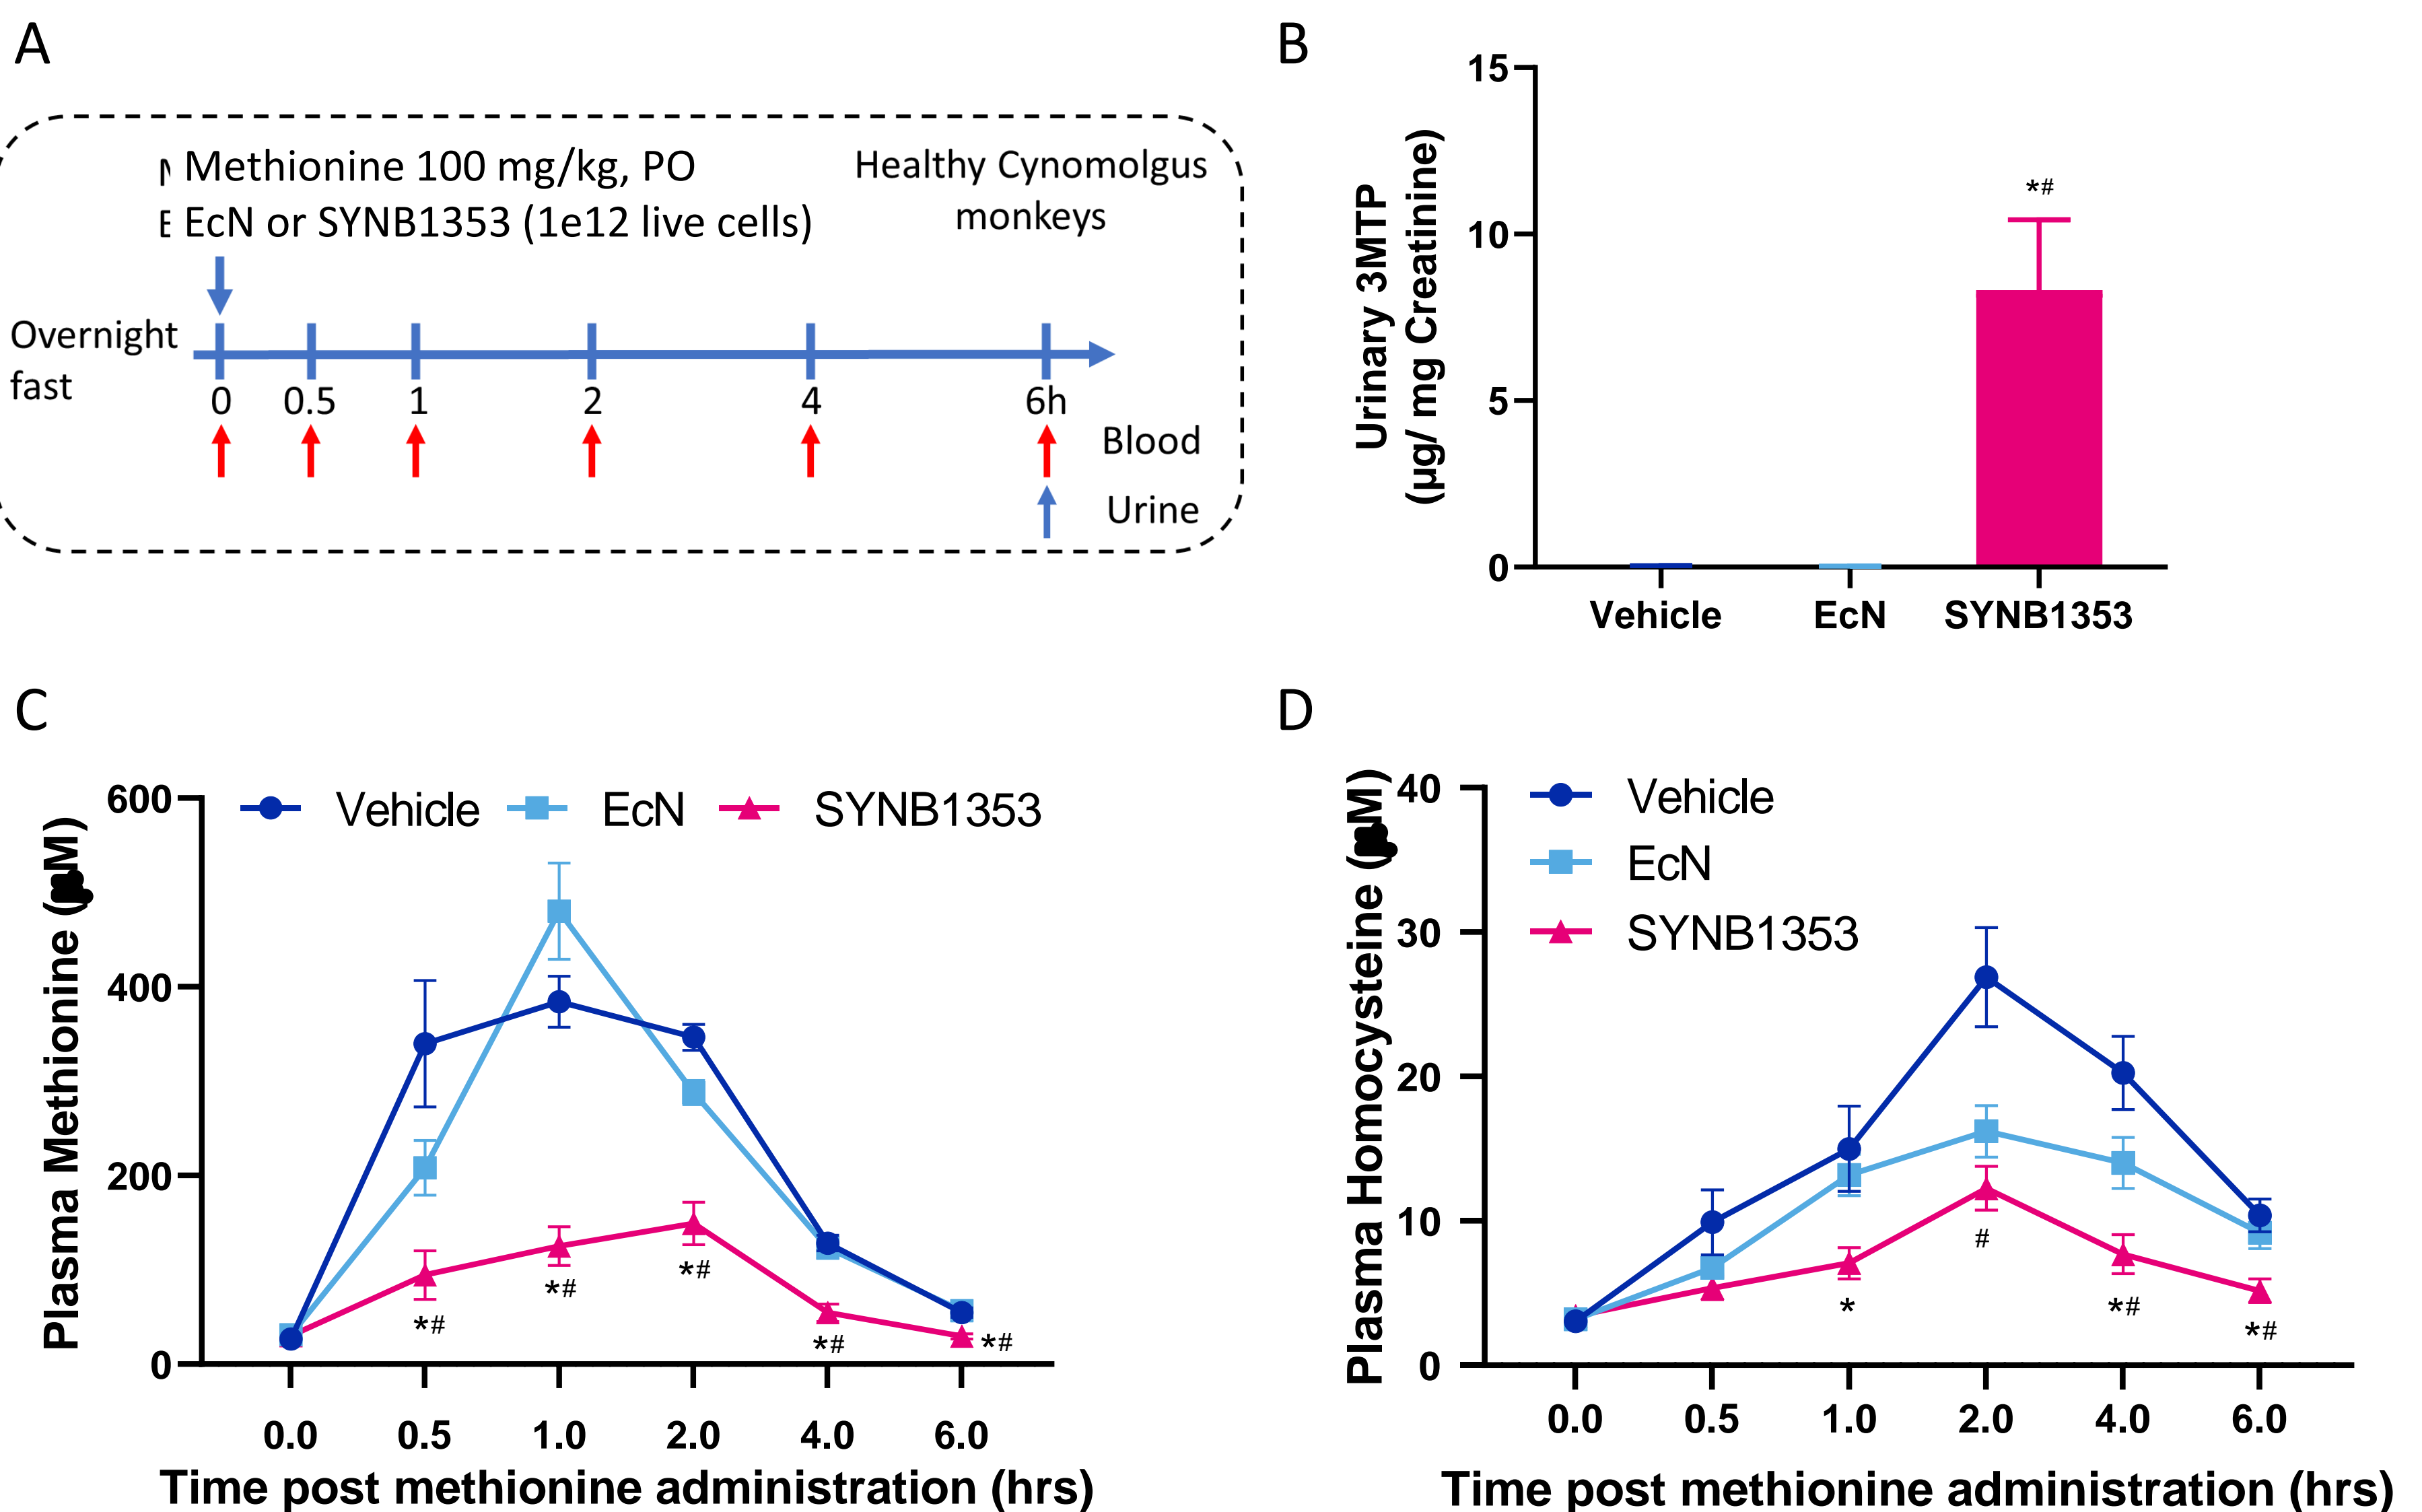 A
Methionine 100 mg/kg, PO
EcN or SYNB1353 (1e12 live cells)
Healthy Cynomolgus
monkeys
Overnight
fast
0 0.5 1 2 4 6h
Blood
Urine
B
Urinary 3MTP
(µg/ mg Creatinine)
15
10
5
0
*#
Vehicle EcN SYNB1353
C
Plasma Methionine (µM)
600
400
200
0
Vehicle EcN SYNB1353
*#
*#
*#
*#
*#
0.0 0.5 1.0 2.0 4.0 6.0
Time post methionine administration (hrs)
D
Plasma Homocysteine (µM)
40
30
20
10
0
Vehicle
EcN
SYNB1353
*
#
*#
*#
0.0 0.5 1.0 2.0 4.0 6.0
Time post methionine administration (hrs)